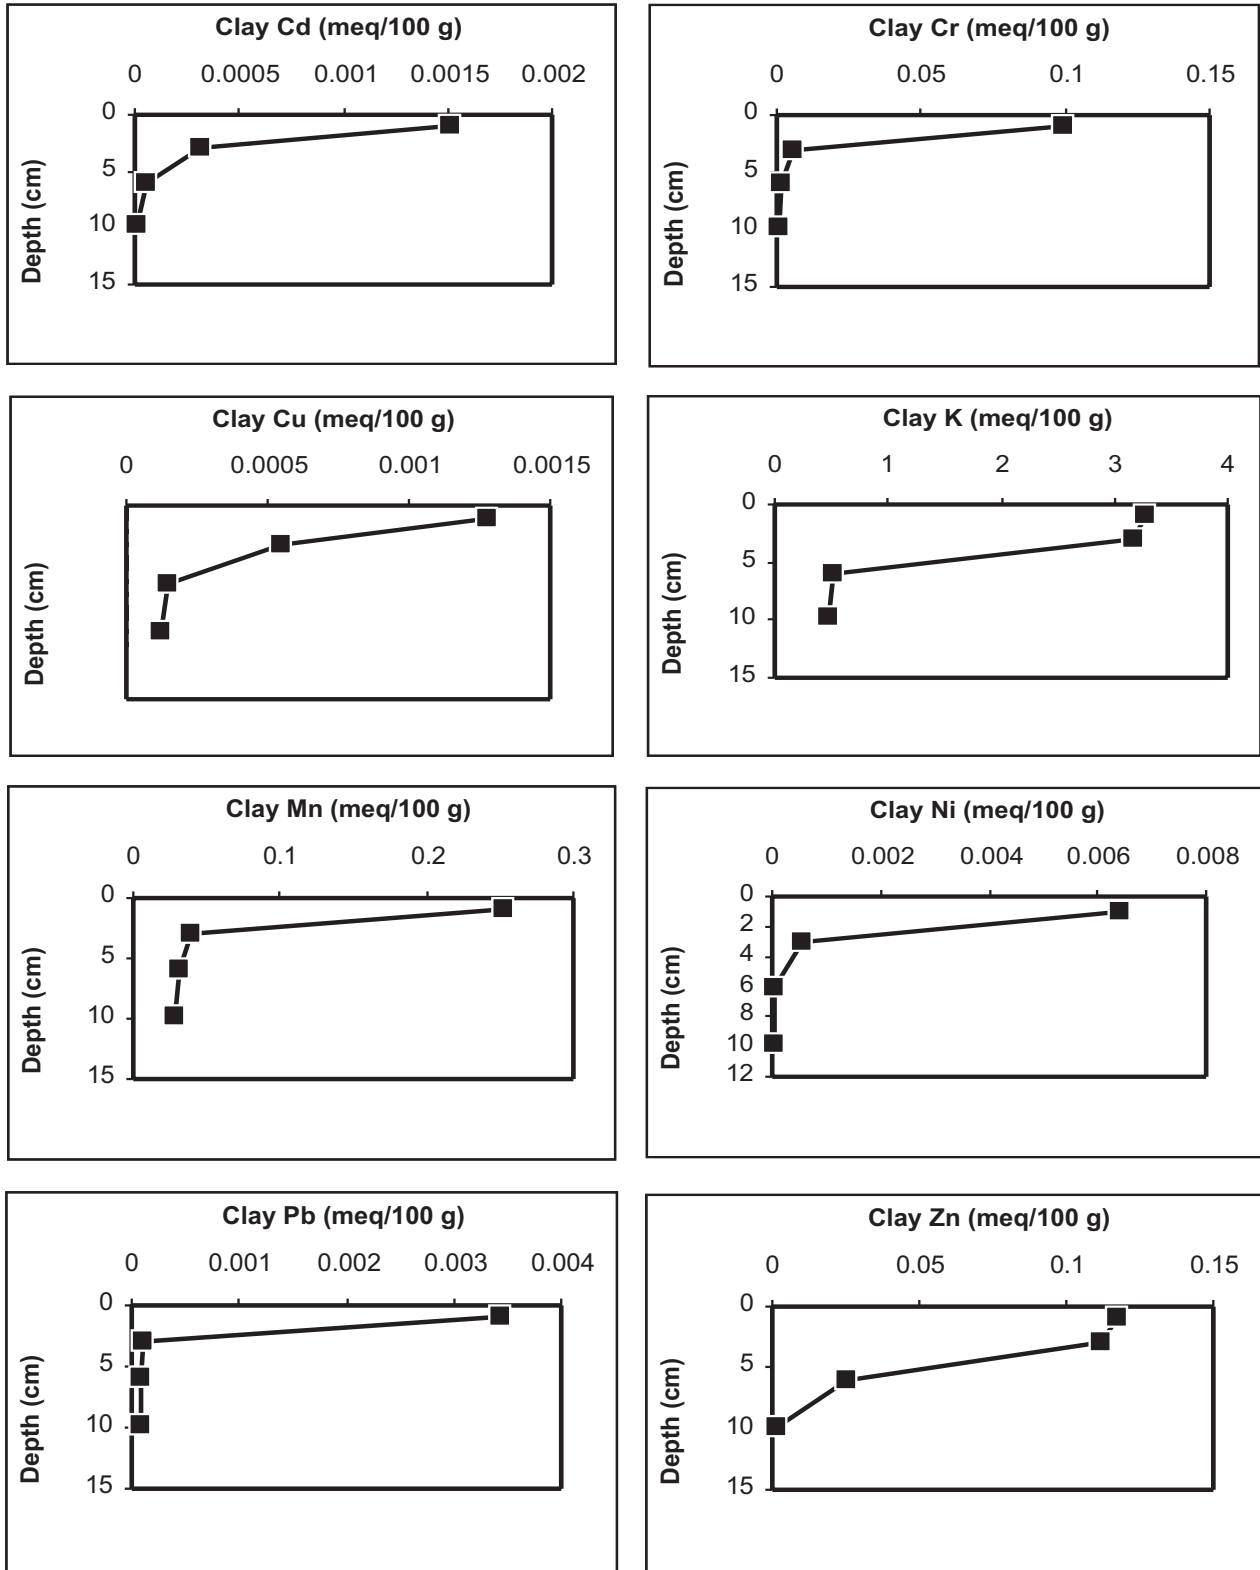 Clay Cd (meq/100 g)
0 0.0005 0.001 0.0015 0.002
0
5
10
15
Depth (cm)
Clay Cr (meq/100 g)
0 0.05 0.1 0.15
0
5
10
15
Depth (cm)
Clay Cu (meq/100 g)
0 0.0005 0.001 0.0015
Depth (cm)
Clay K (meq/100 g)
0 1 2 3 4
0
5
10
15
Depth (cm)
Clay Mn (meq/100 g)
0 0.1 0.2 0.3
0
5
10
15
Depth (cm)
Clay Ni (meq/100 g)
0 0.002 0.004 0.006 0.008
0
2
4
6
8
10
12
Depth (cm)
Clay Pb (meq/100 g)
0 0.001 0.002 0.003 0.004
0
5
10
15
Depth (cm)
Clay Zn (meq/100 g)
0 0.05 0.1 0.15
0
5
10
15
Depth (cm)